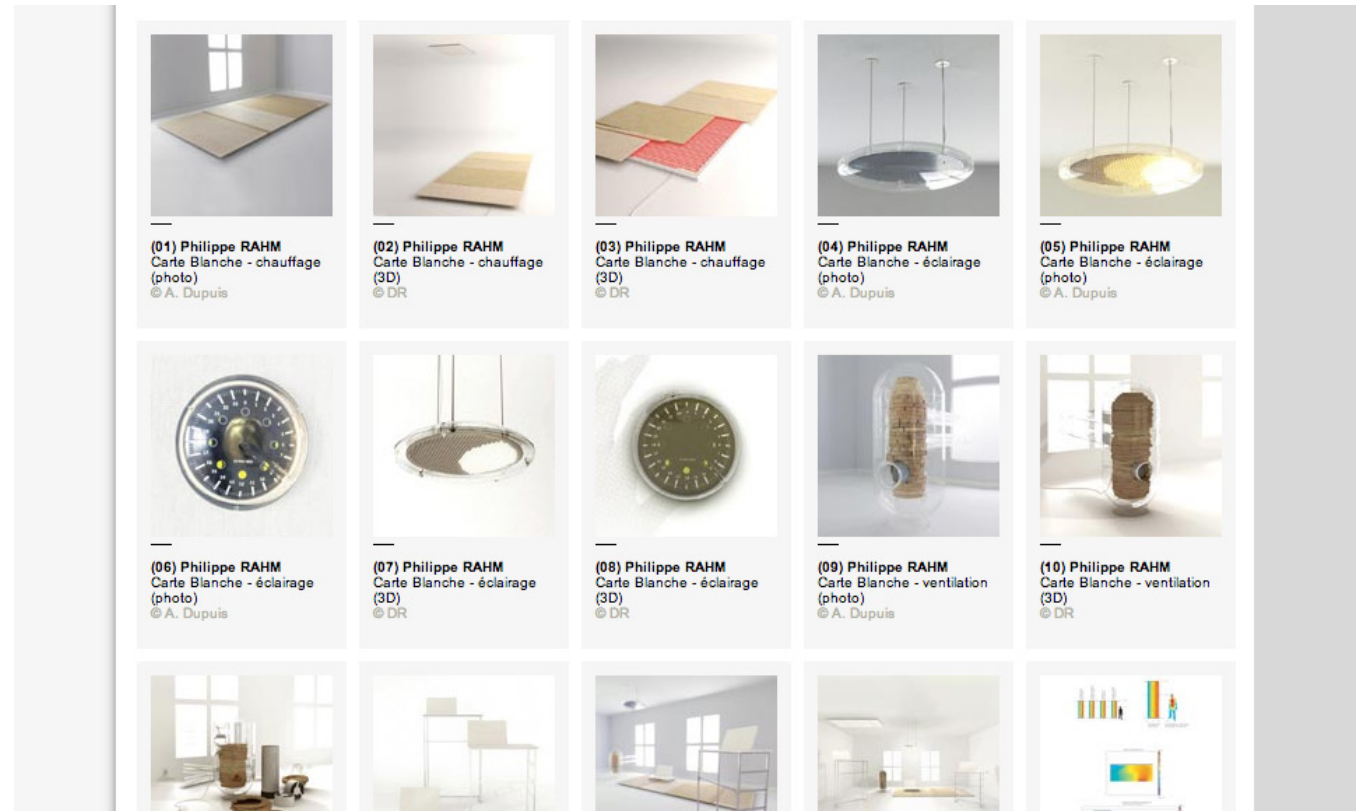 (01) Philippe RAHM
Carte Blanche - chauffage
(photo)
© A. Dupuis
(02) Philippe RAHM
Carte Blanche - chauffage
(3D)
© DR
(03) Philippe RAHM
Carte Blanche - chauffage
(3D)
© DR
(04) Philippe RAHM
Carte Blanche - éclairage
(photo)
© A. Dupuis
(05) Philippe RAHM
Carte Blanche - éclairage
(photo)
© A. Dupuis
(06) Philippe RAHM
Carte Blanche - éclairage
(photo)
© A. Dupuis
(07) Philippe RAHM
Carte Blanche - éclairage
(3D)
© DR
(08) Philippe RAHM
Carte Blanche - éclairage
(3D)
© DR
(09) Philippe RAHM
Carte Blanche - ventilation
(photo)
© A. Dupuis
(10) Philippe RAHM
Carte Blanche - ventilation
(3D)
© DR